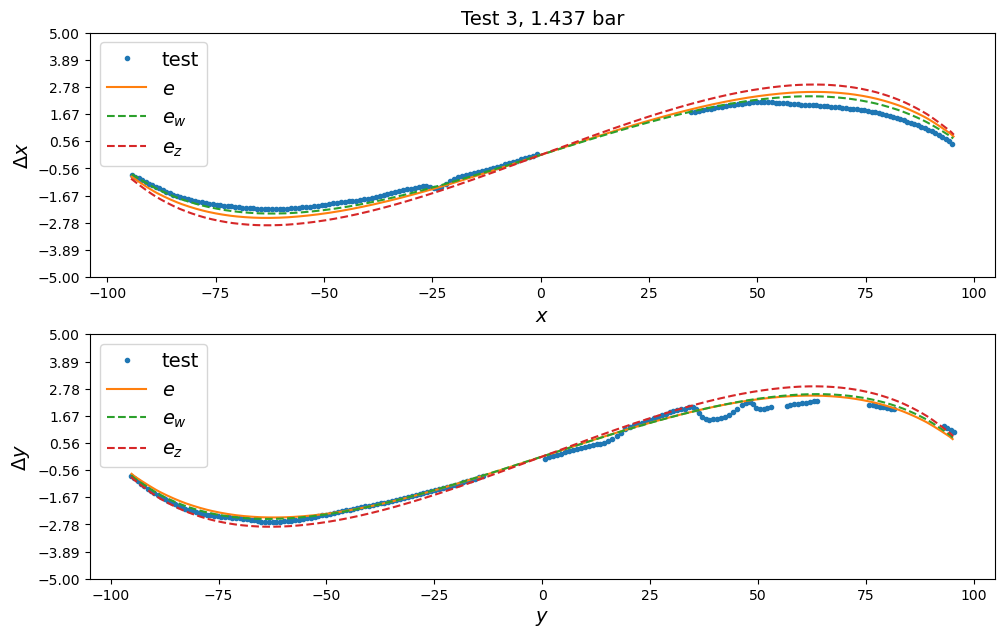 Test 3, 1.437 bar
5.00
3.89
2.78
1.67
0.56
−0.56
−1.67
−2.78
−3.89
−5.00
Δx
test
e
e_w
e_z
−100 −75 −50 −25 0 25 50 75 100
x
5.00
3.89
2.78
1.67
0.56
−0.56
−1.67
−2.78
−3.89
−5.00
Δy
test
e
e_w
e_z
−100 −75 −50 −25 0 25 50 75 100
y